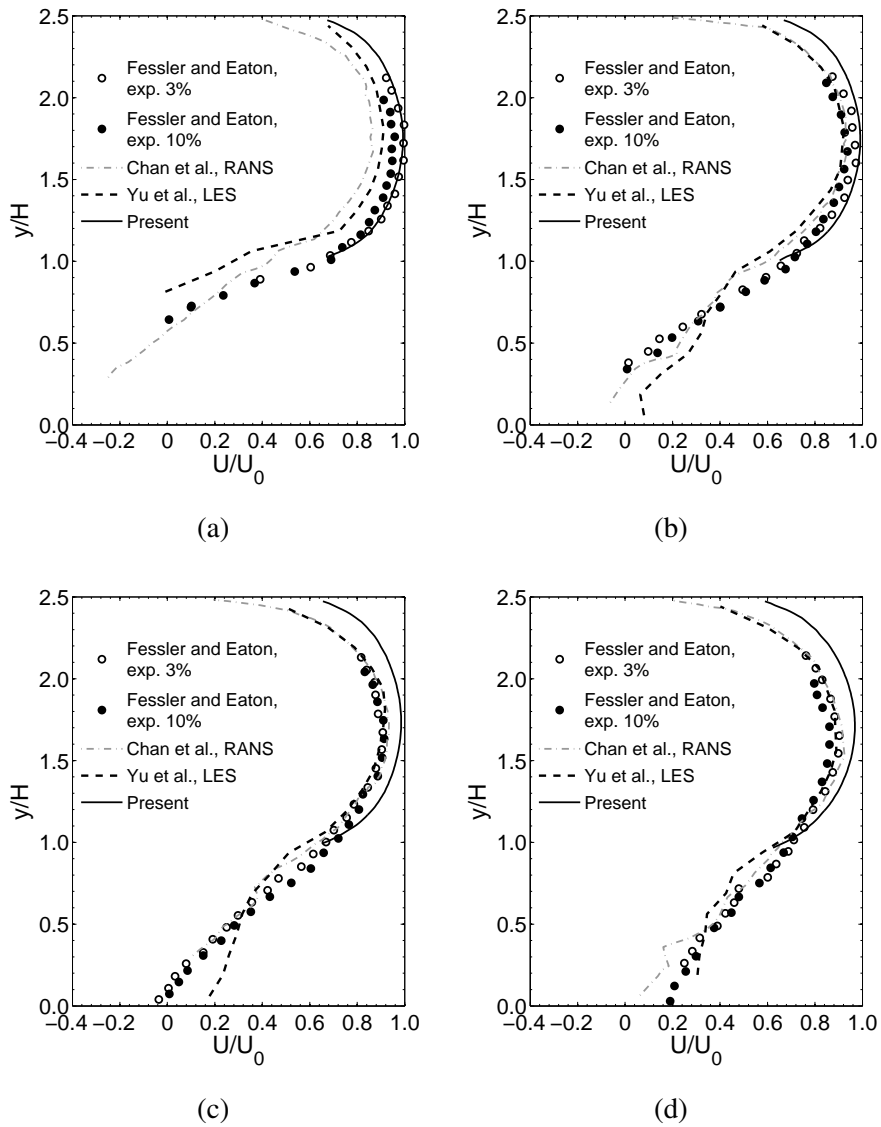 2.5
2.0
1.5
1.0
0.5
0.0
y/H
Fessler and Eaton,
exp. 3%
Fessler and Eaton,
exp. 10%
Chan et al., RANS
Yu et al., LES
Present
−0.4 −0.2 0 0.2 0.4 0.6 0.8 1.0
U/U0
(a)
2.5
2.0
1.5
1.0
0.5
0.0
y/H
Fessler and Eaton,
exp. 3%
Fessler and Eaton,
exp. 10%
Chan et al., RANS
Yu et al., LES
Present
−0.4 −0.2 0 0.2 0.4 0.6 0.8 1.0
U/U0
(b)
2.5
2.0
1.5
1.0
0.5
0.0
y/H
Fessler and Eaton,
exp. 3%
Fessler and Eaton,
exp. 10%
Chan et al., RANS
Yu et al., LES
Present
−0.4 −0.2 0 0.2 0.4 0.6 0.8 1.0
U/U0
(c)
2.5
2.0
1.5
1.0
0.5
0.0
y/H
Fessler and Eaton,
exp. 3%
Fessler and Eaton,
exp. 10%
Chan et al., RANS
Yu et al., LES
Present
−0.4 −0.2 0 0.2 0.4 0.6 0.8 1.0
U/U0
(d)